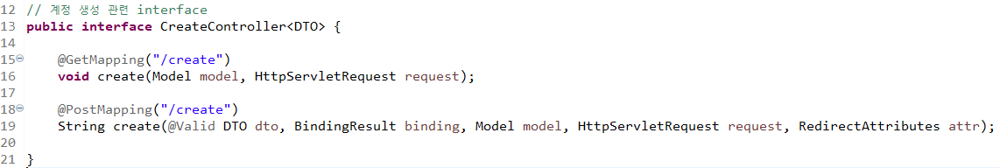 12 // 계정 생성 관련 interface
13 public interface CreateController<DTO> {
14
15 @GetMapping("/create")
16 void create(Model model, HttpServletRequest request);
17
18 @PostMapping("/create")
19 String create(@Valid DTO dto, BindingResult binding, Model model, HttpServletRequest request, RedirectAttributes attr);
20
21 }